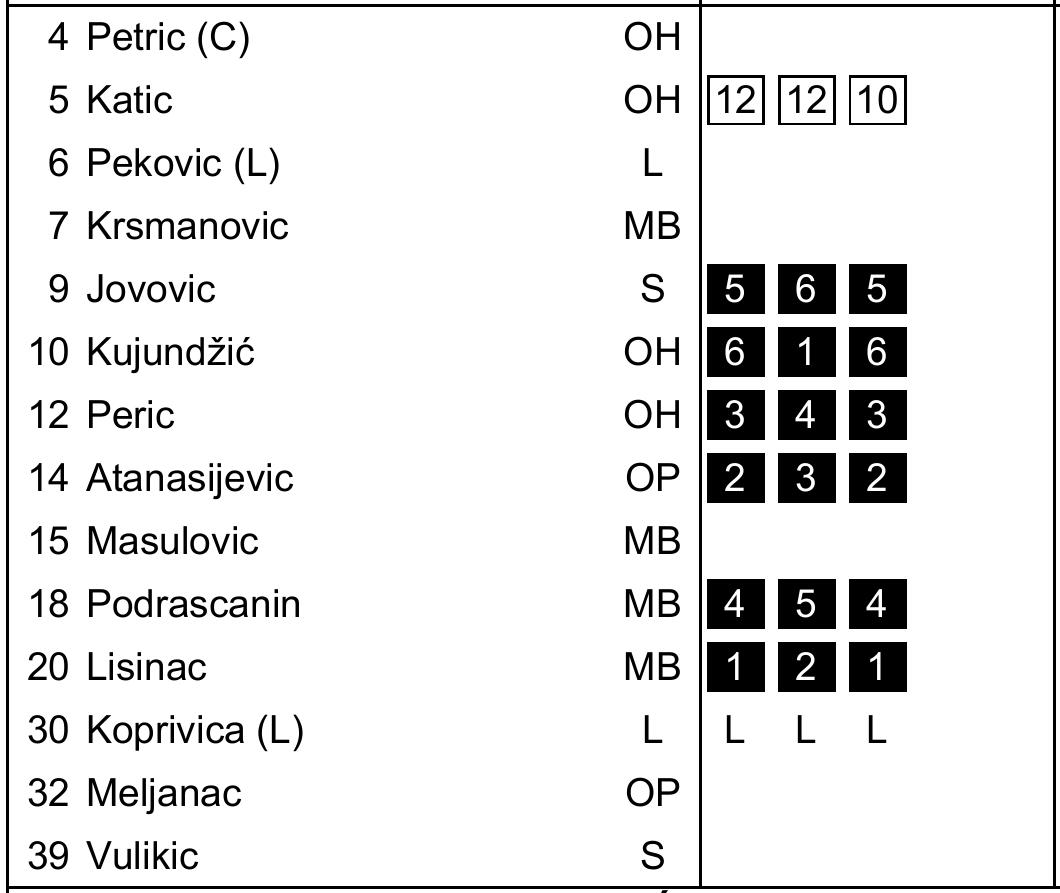 4 Petric (C) OH
5 Katic OH 12 12 10
6 Pekovic (L) L
7 Krsmanovic MB
9 Jovovic S 5 6 5
10 Kujundžić OH 6 1 6
12 Peric OH 3 4 3
14 Atanasijevic OP 2 3 2
15 Masulovic MB
18 Podrascanin MB 4 5 4
20 Lisinac MB 1 2 1
30 Koprivica (L) L L L L
32 Meljanac OP
39 Vulikic S